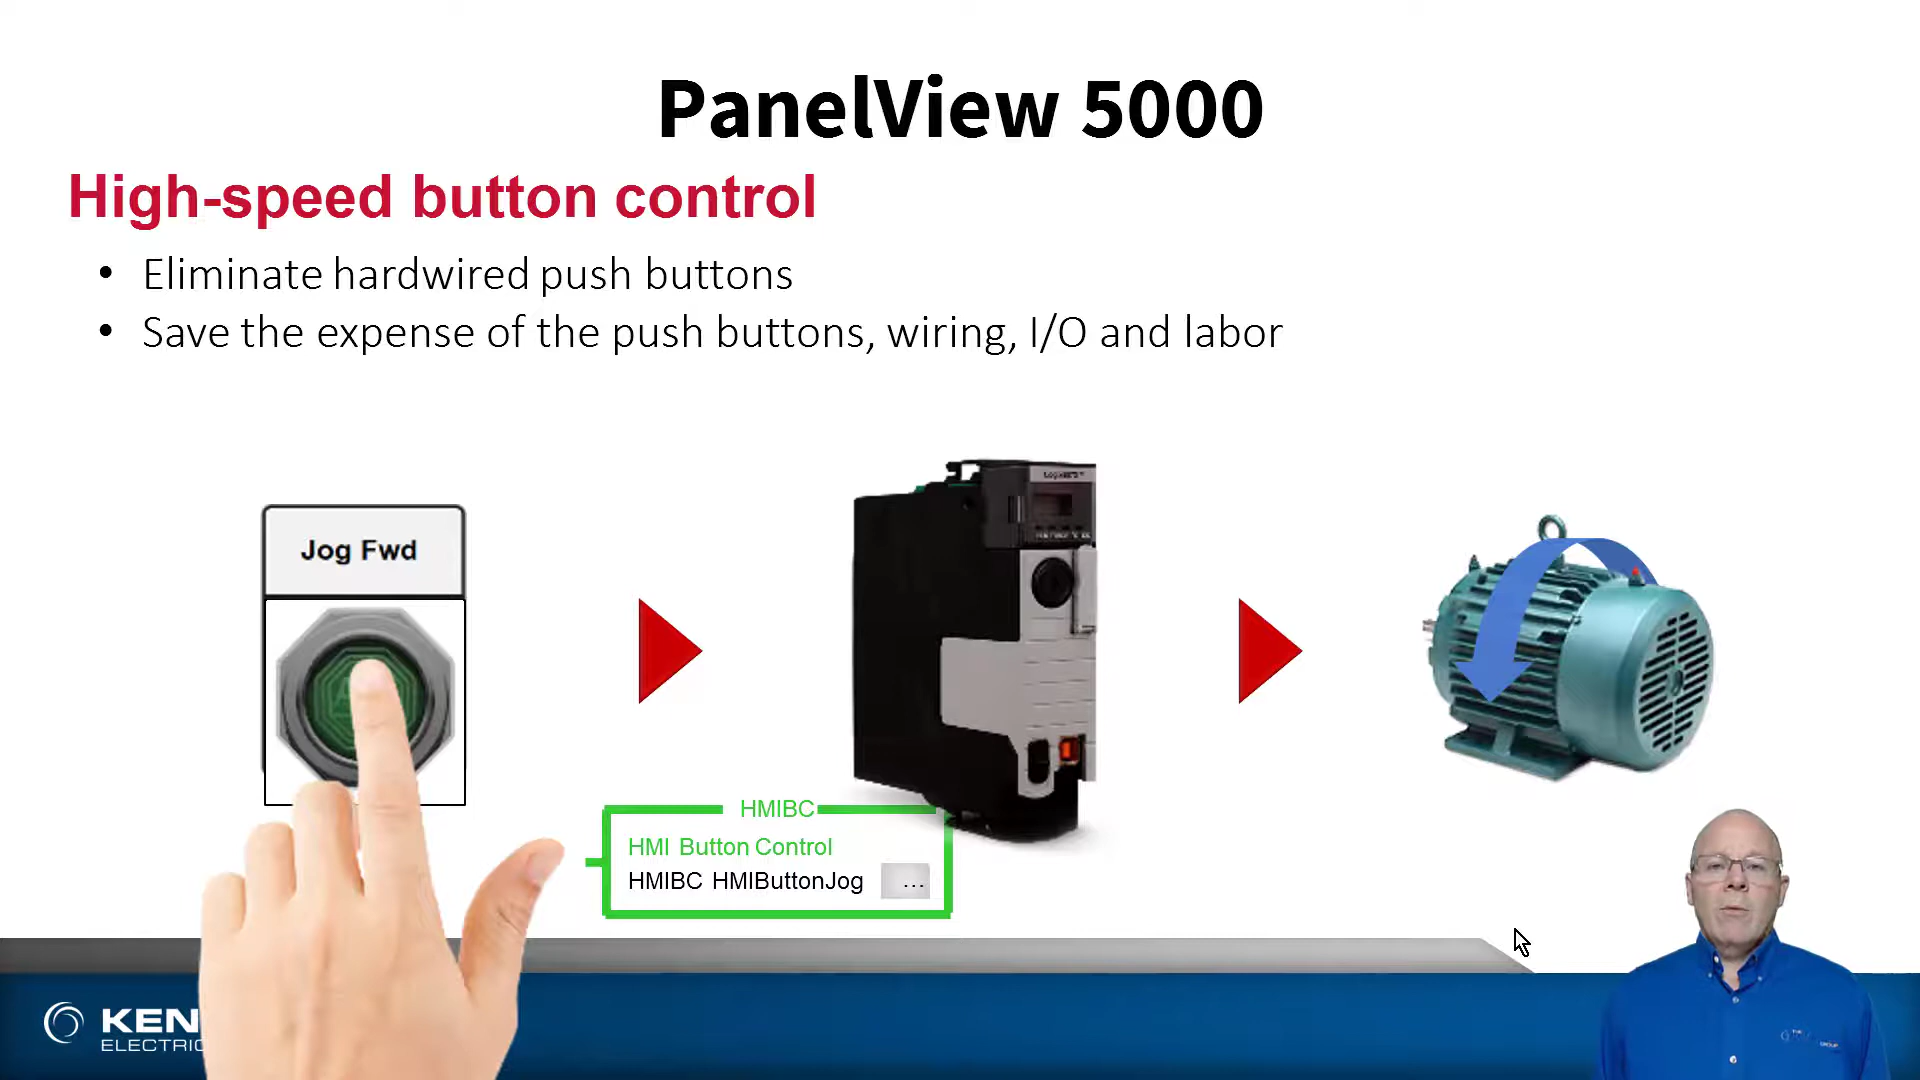 PanelView 5000
High-speed button control
• Eliminate hardwired push buttons
• Save the expense of the push buttons, wiring, I/O and labor
Jog Fwd
HMIBC
HMI Button Control
HMIBC HMIButtonJog ...
KEN
ELECTRIC